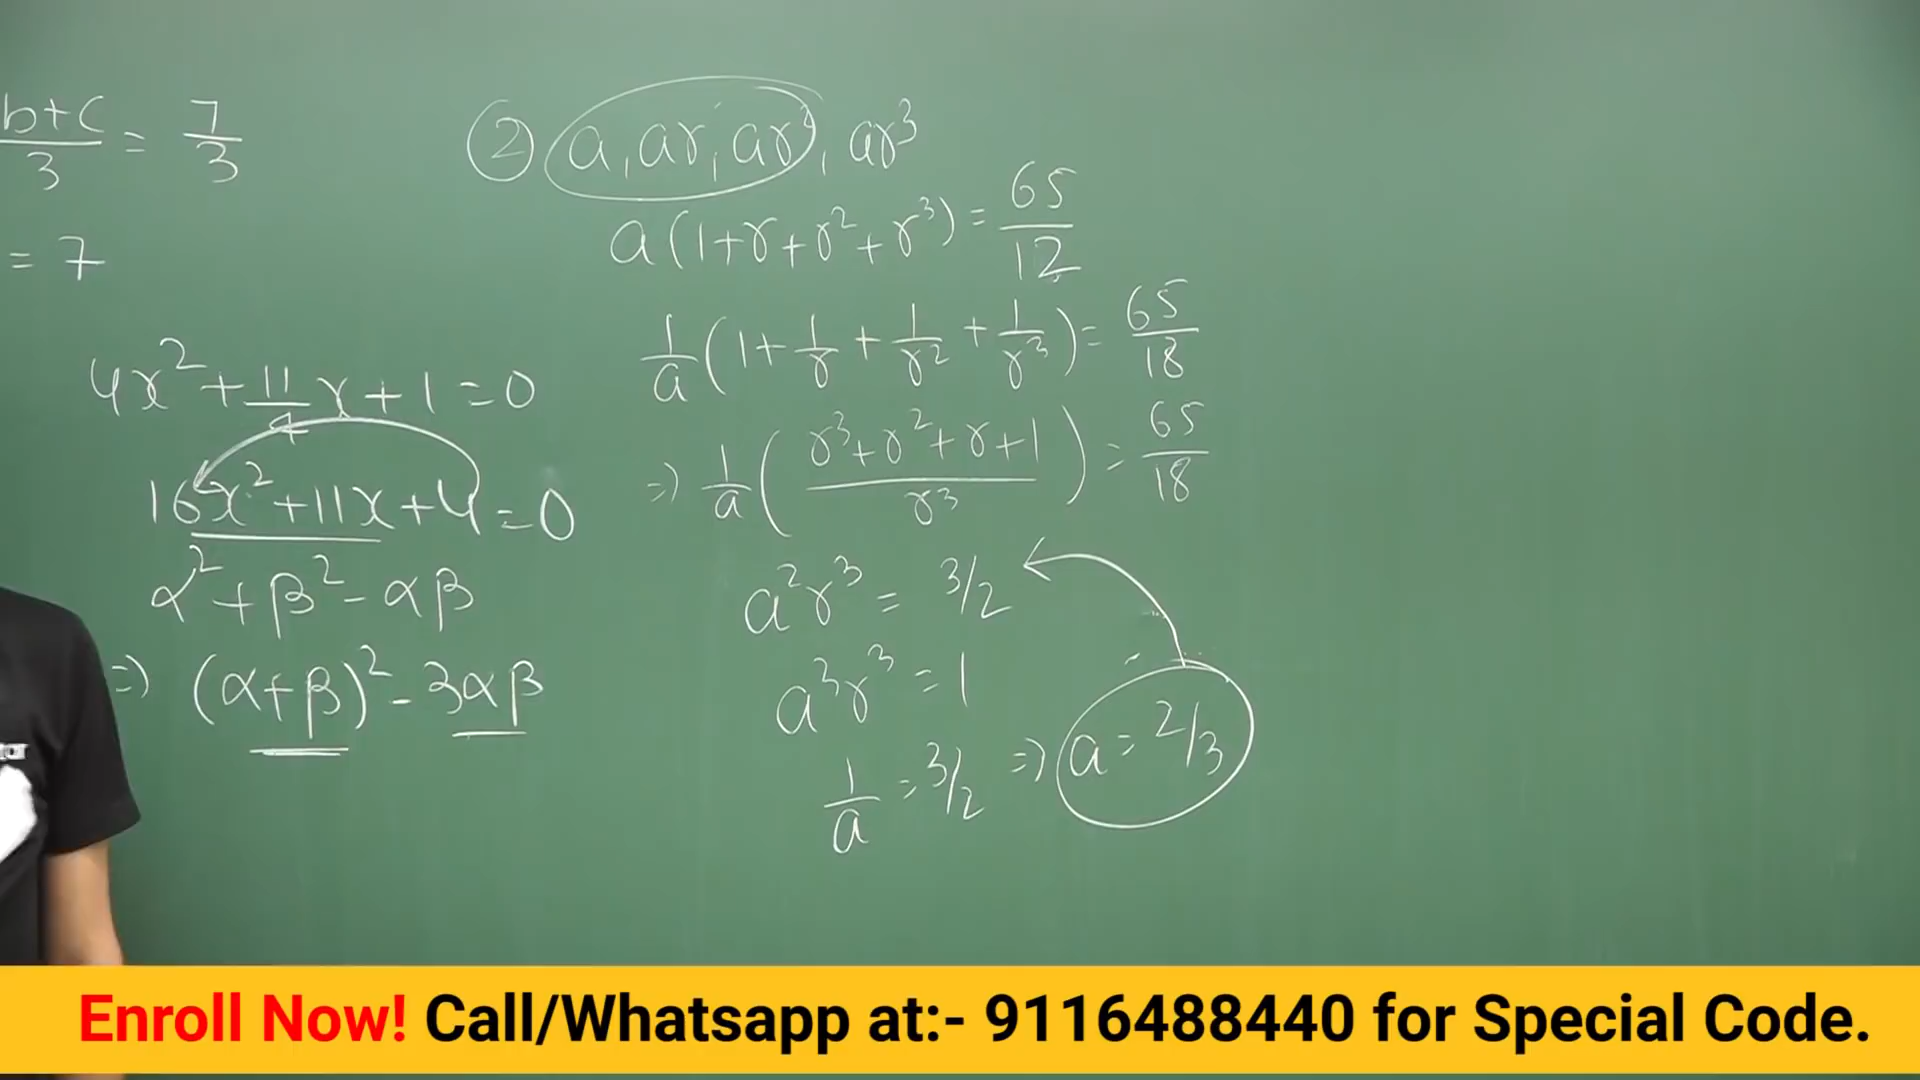 b+c/3 = 7/3
= 7
4x² + 11/4 x + 1 = 0
16x² + 11x + 4 = 0
α² + β² - αβ
⇒ (α+β)² - 3αβ
② a, ar, ar², ar³
a(1+r+r²+r³) = 65/12
1/a (1 + 1/r + 1/r² + 1/r³) = 65/18
⇒ 1/a ( r³+r²+r+1 / r³ ) = 65/18
a²r³ = 3/2
a³r³ = 1
1/a = 3/2 ⇒ a = 2/3
Enroll Now! Call/Whatsapp at:- 9116488440 for Special Code.